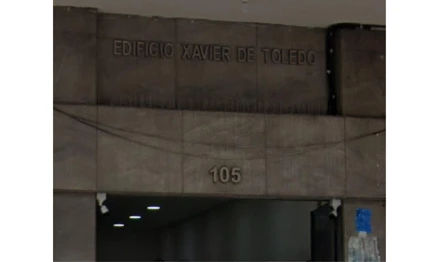 EDIFICIO XAVIER DE TOLEDO
105